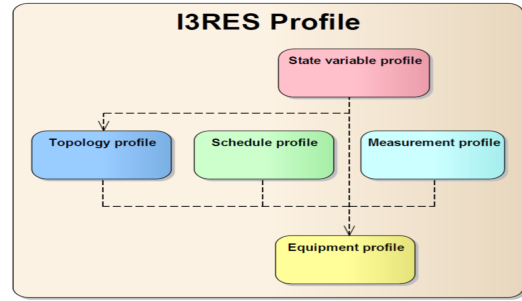 I3RES Profile
State variable profile
Topology profile
Schedule profile
Measurement profile
Equipment profile